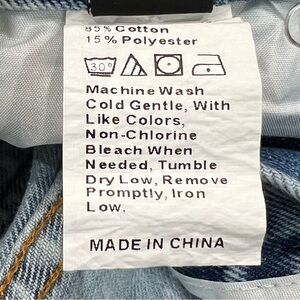 85% Cotton
15% Polyester
30°
Machine Wash
Cold Gentle, With
Like Colors,
Non-Chlorine
Bleach When
Needed, Tumble
Dry Low, Remove
Promptly, Iron
Low.
MADE IN CHINA